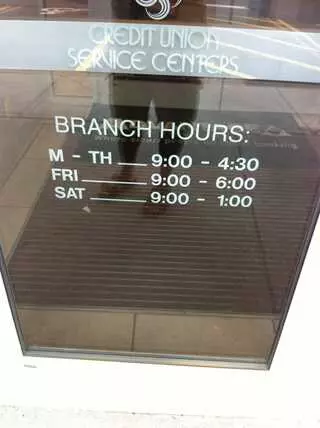 CREDIT UNION
SERVICE CENTERS
BRANCH HOURS:
M - TH 9:00 - 4:30
FRI 9:00 - 6:00
SAT 9:00 - 1:00